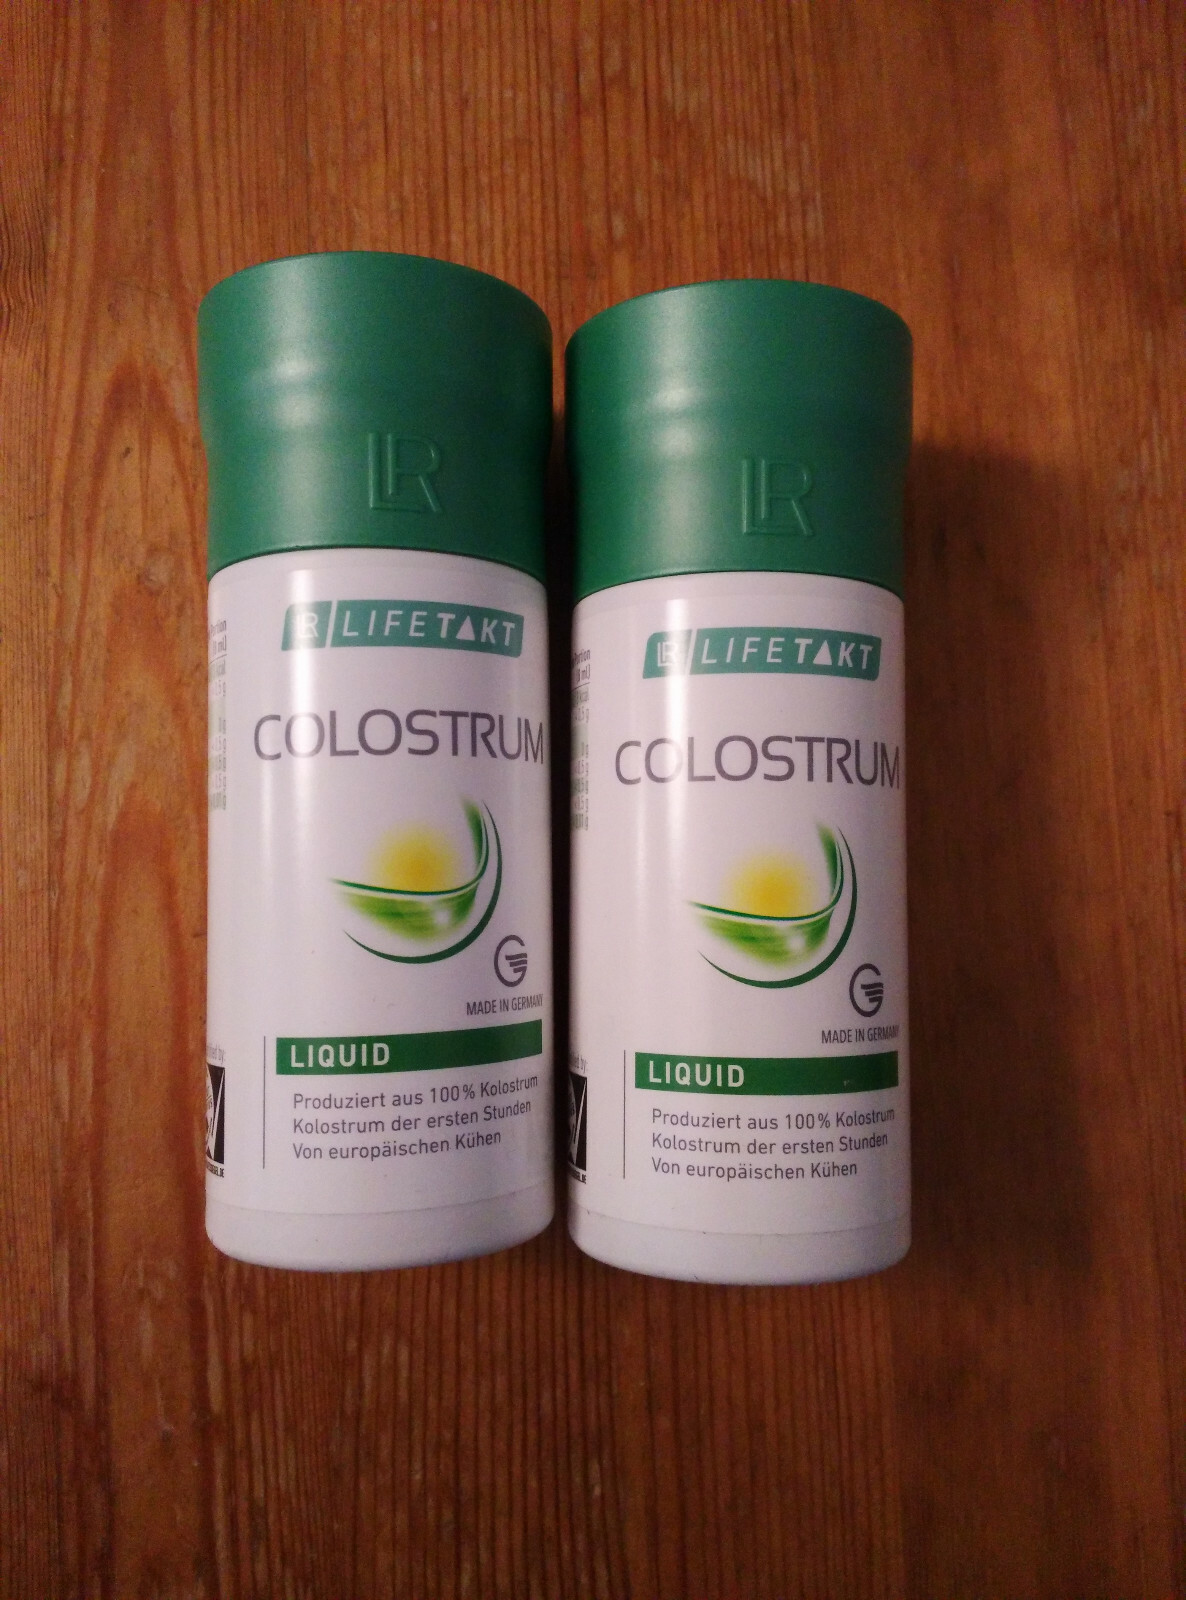 LR
LR LIFETAKT
COLOSTRUM
MADE IN GERMANY
LIQUID
Produziert aus 100% Kolostrum
Kolostrum der ersten Stunden
Von europäischen Kühen
LR
LR LIFETAKT
COLOSTRUM
MADE IN GERMANY
LIQUID
Produziert aus 100% Kolostrum
Kolostrum der ersten Stunden
Von europäischen Kühen